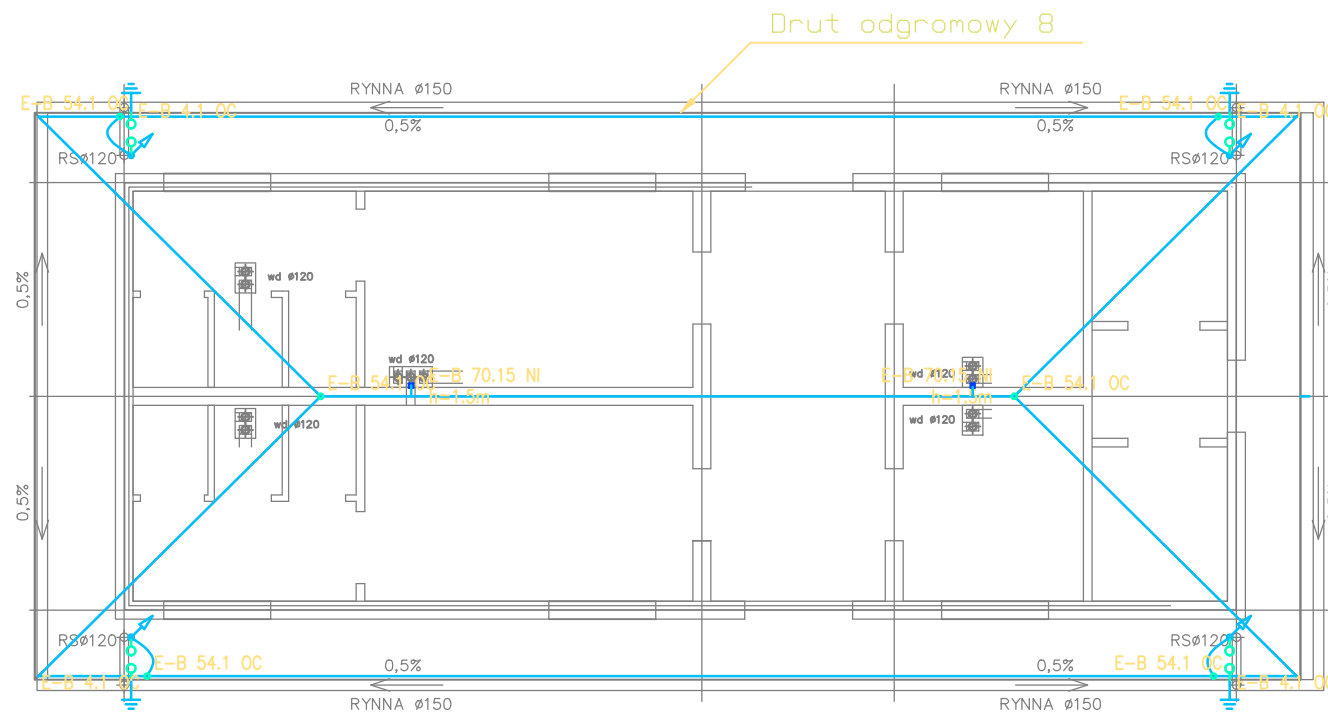 Drut odgromowy 8
RYNNA ø150
RYNNA ø150
E-B 54.1 OC
E-B 4.1 OC
E-B 54.1 OC
E-B 4.1 OC
0,5%
0,5%
RSø120
RSø120
wd ø120
0,5%
wd ø120
wd ø120
E-B 54.1 OC
E-B 70.15 NI
h=1.5m
E-B 70.15 NI
h=1.5m
E-B 54.1 OC
wd ø120
wd ø120
0,5%
RSø120
RSø120
E-B 54.1 OC
0,5%
0,5%
E-B 54.1 OC
E-B 4.1 OC
E-B 4.1 OC
RYNNA ø150
RYNNA ø150